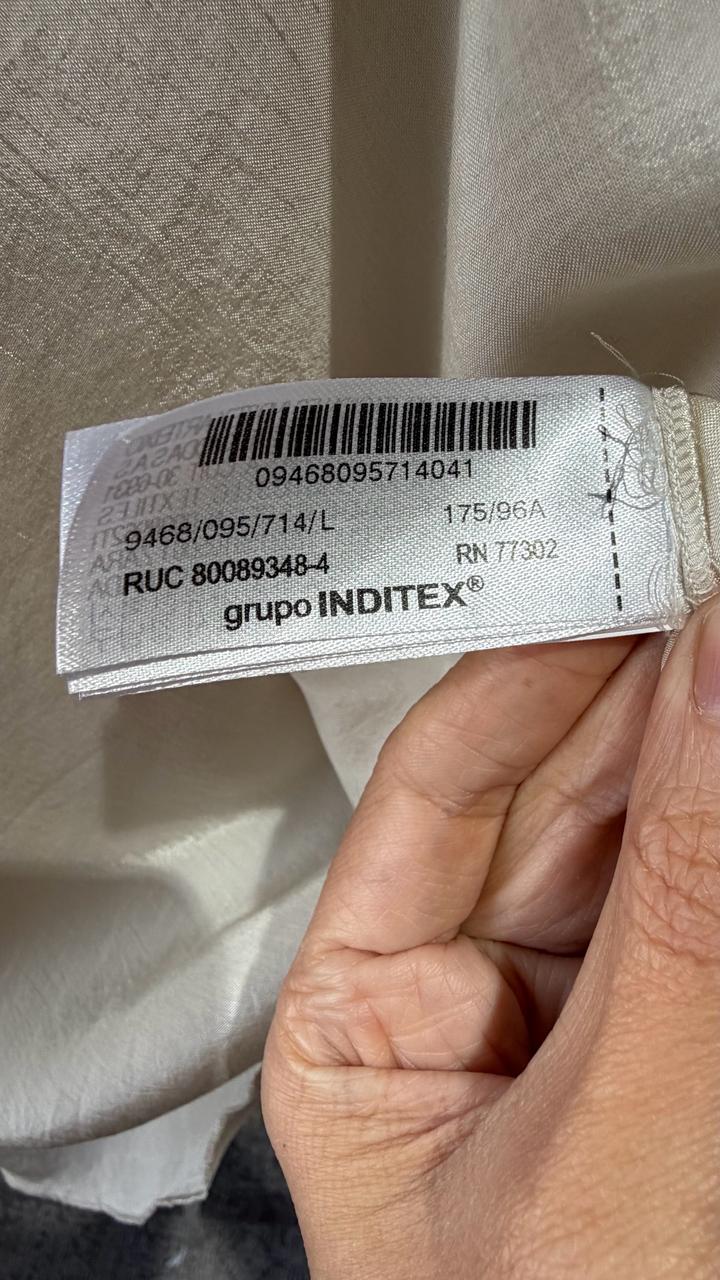 09468095714041
9468/095/714/L 175/96A
RUC 80089348-4 RN 77302
grupo INDITEX®